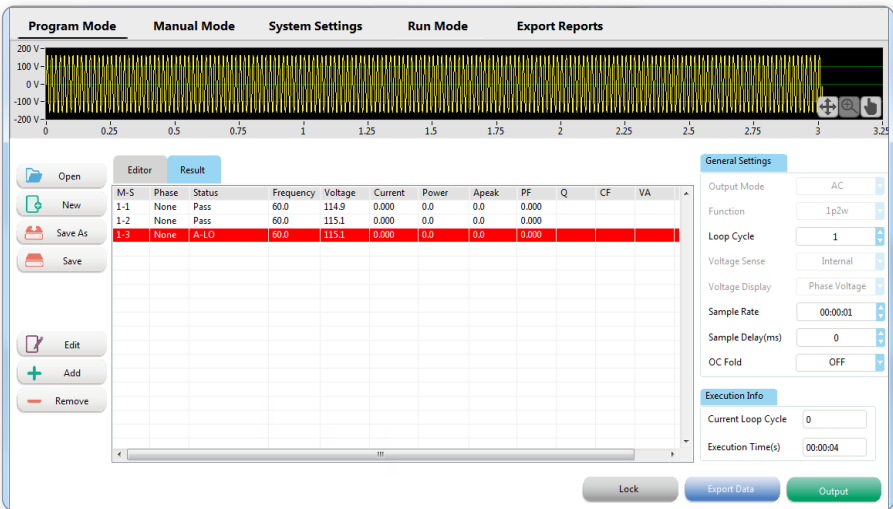 Program Mode Manual Mode System Settings Run Mode Export Reports
200 V
100 V
0 V
-100 V
-200 V
0 0.25 0.5 0.75 1 1.25 1.5 1.75 2 2.25 2.5 2.75 3 3.25
Open
New
Save As
Save
Edit
Add
Remove
Editor Result
M-S Phase Status Frequency Voltage Current Power Apeak PF Q CF VA
1-1 None Pass 60.0 114.9 0.000 0.0 0.0 0.000
1-2 None Pass 60.0 115.1 0.000 0.0 0.0 0.000
1-3 None A-LO 60.0 115.1 0.000 0.0 0.0 0.000
General Settings
Output Mode AC
Function 1p2w
Loop Cycle 1
Voltage Sense Internal
Voltage Display Phase Voltage
Sample Rate 00:00:01
Sample Delay(ms) 0
OC Fold OFF
Execution Info
Current Loop Cycle 0
Execution Time(s) 00:00:04
Lock Export Data Output